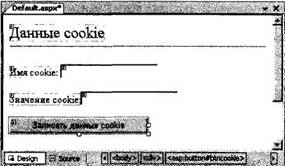 Default.aspx*
Данные cookie
Имя cookie:
Значение cookie:
Записать данные cookie
Design Source <body> <div> <asp:button#btncookie>